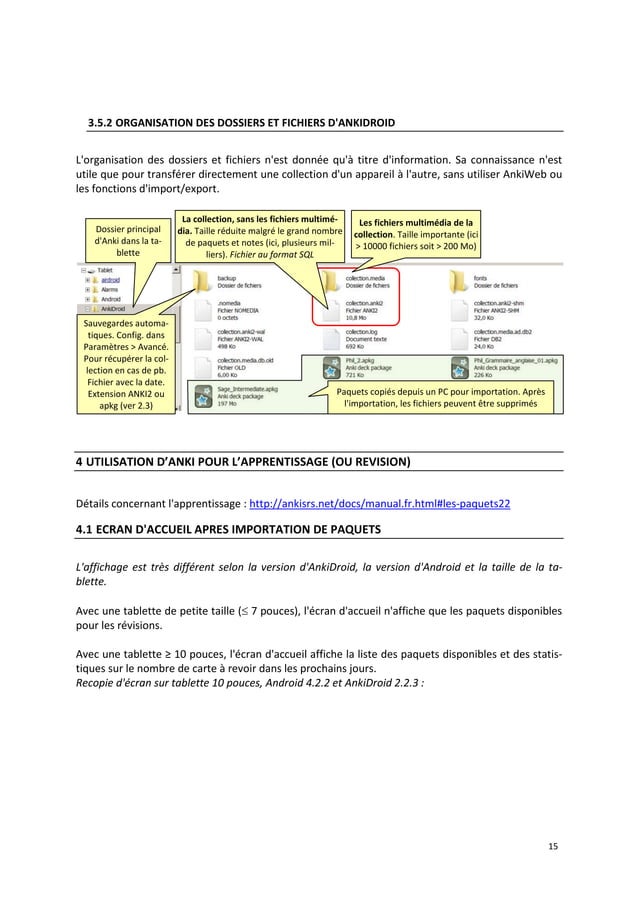 3.5.2 ORGANISATION DES DOSSIERS ET FICHIERS D'ANKIDROID
L'organisation des dossiers et fichiers n'est donnée qu'à titre d'information. Sa connaissance n'est
utile que pour transférer directement une collection d'un appareil à l'autre, sans utiliser AnkiWeb ou
les fonctions d'import/export.
Dossier principal
d'Anki dans la ta-
blette
La collection, sans les fichiers multimé-
dia. Taille réduite malgré le grand nombre
de paquets et notes (ici, plusieurs mil-
liers). Fichier au format SQL
Les fichiers multimédia de la
collection. Taille importante (ici
> 10000 fichiers soit > 200 Mo)
Tablet
.android
Alarms
Android
AnkiDroid
Sauvegardes automa-
tiques. Config. dans
Paramètres > Avancé.
Pour récupérer la col-
lection en cas de pb.
Fichier avec la date.
Extension ANKI2 ou
apkg (ver 2.3)
backup
Dossier de fichiers
collection.media
Dossier de fichiers
fonts
Dossier de fichiers
.nomedia
Fichier NOMEDIA
0 octets
collection.anki2
Fichier ANKI2
10,8 Mo
collection.anki2-shm
Fichier ANKI2-SHM
32,0 Ko
collection.anki2-wal
Fichier ANKI2-WAL
498 Ko
collection.log
Document texte
692 Ko
collection.media.ad.db2
Fichier DB2
20,0 Ko
collection.media.db.old
Fichier OLD
6,00 Ko
Phil_2.apkg
Anki deck package
721 Ko
Phil_Grammaire_anglaise_01.apkg
Anki deck package
226 Ko
Sage_Intermediate.apkg
Anki deck package
197 Mo
Paquets copiés depuis un PC pour importation. Après
l'importation, les fichiers peuvent être supprimés
4 UTILISATION D’ANKI POUR L’APPRENTISSAGE (OU REVISION)
Détails concernant l'apprentissage : http://ankisrs.net/docs/manual.fr.html#les-paquets22
4.1 ECRAN D'ACCUEIL APRES IMPORTATION DE PAQUETS
L'affichage est très différent selon la version d'AnkiDroid, la version d'Android et la taille de la ta-
blette.
Avec une tablette de petite taille (≤ 7 pouces), l'écran d'accueil n'affiche que les paquets disponibles
pour les révisions.
Avec une tablette ≥ 10 pouces, l'écran d'accueil affiche la liste des paquets disponibles et des statis-
tiques sur le nombre de carte à revoir dans les prochains jours.
Recopie d'écran sur tablette 10 pouces, Android 4.2.2 et AnkiDroid 2.2.3 :
15